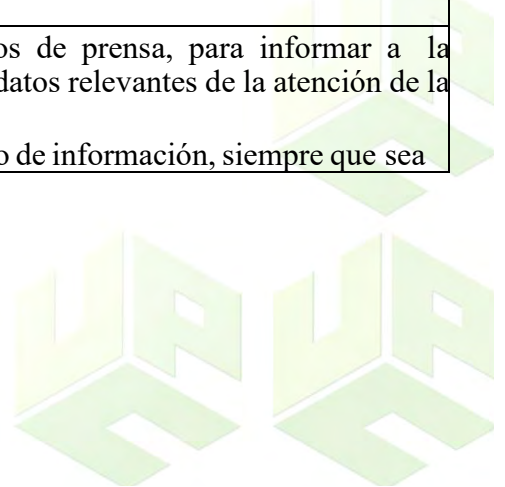 os de prensa, para informar a la
datos relevantes de la atención de la
o de información, siempre que sea